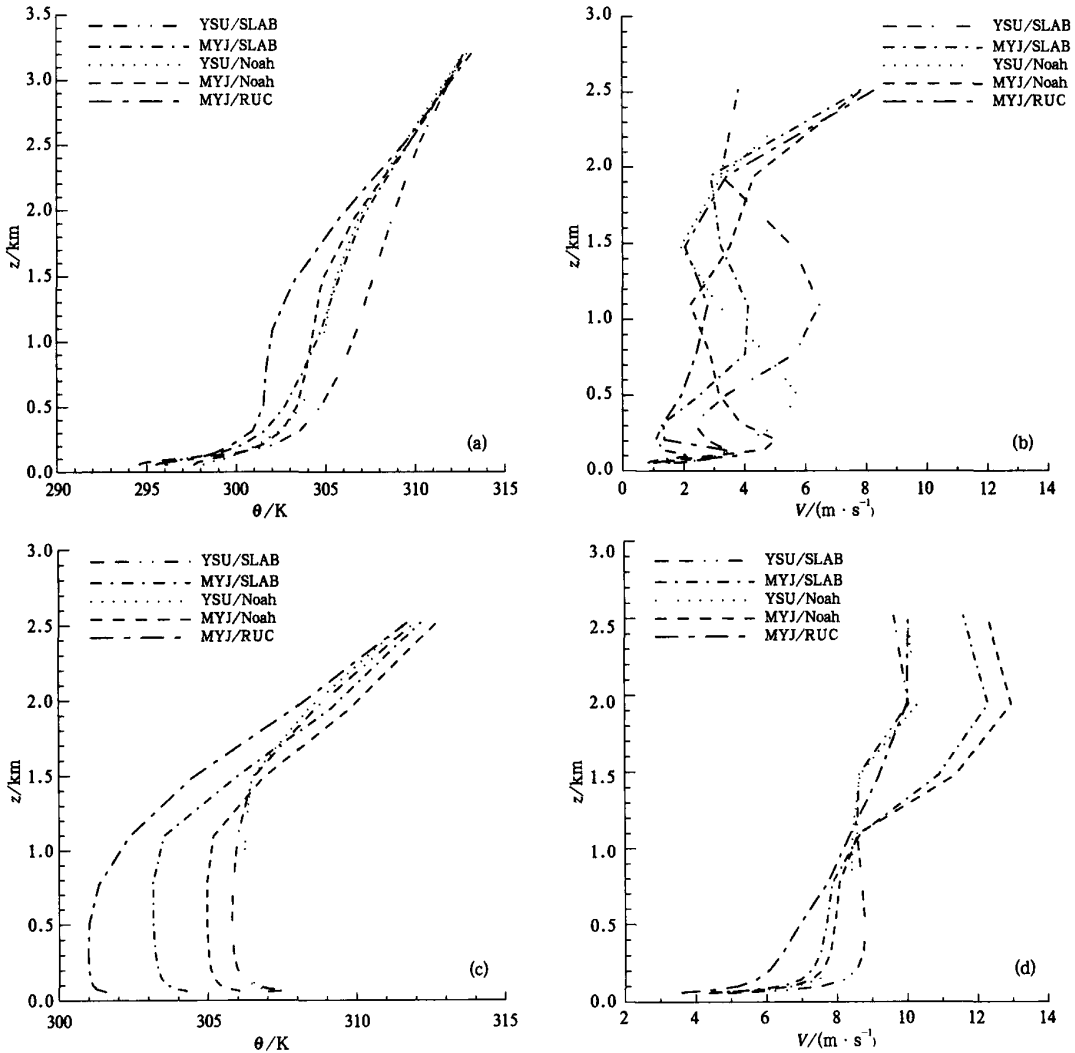 3.5
3.0
2.5
2.0
1.5
1.0
0.5
0.0
z/km
YSU/SLAB
MYJ/SLAB
YSU/Noah
MYJ/Noah
MYJ/RUC
(a)
290 295 300 305 310 315
θ/K
3.0
2.5
2.0
1.5
1.0
0.5
0.0
z/km
YSU/SLAB
MYJ/SLAB
YSU/Noah
MYJ/Noah
MYJ/RUC
(b)
0 2 4 6 8 10 12 14
V/(m · s⁻¹)
3.0
2.5
2.0
1.5
1.0
0.5
0.0
z/km
YSU/SLAB
MYJ/SLAB
YSU/Noah
MYJ/Noah
MYJ/RUC
(c)
300 305 310 315
θ/K
3.0
2.5
2.0
1.5
1.0
0.5
0.0
z/km
YSU/SLAB
MYJ/SLAB
YSU/Noah
MYJ/Noah
MYJ/RUC
(d)
2 4 6 8 10 12 14
V/(m · s⁻¹)